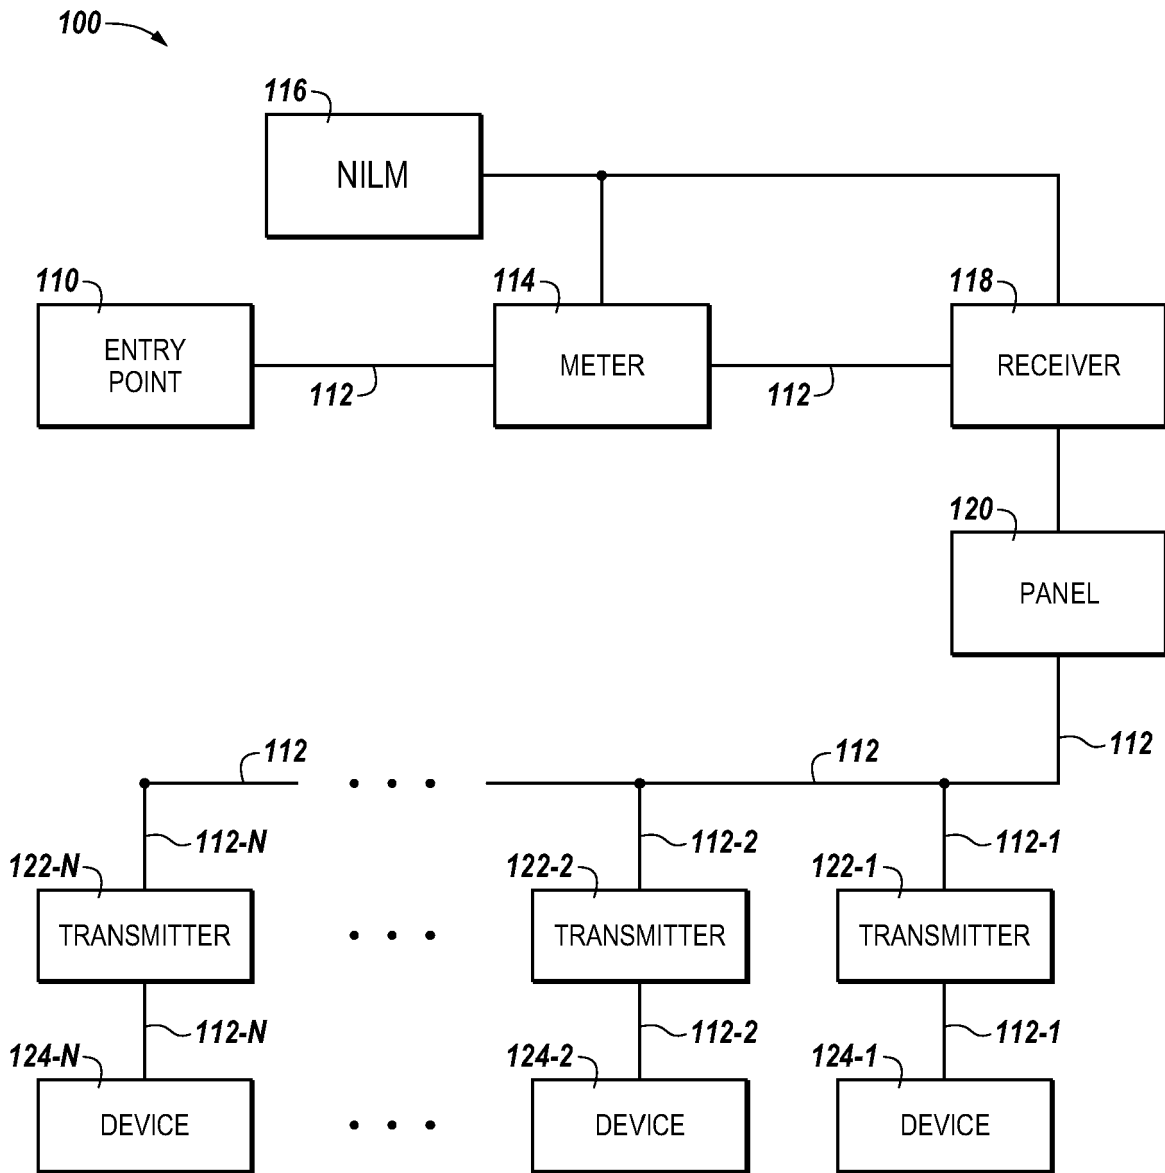 100
116
NILM
110
114
118
ENTRY
POINT
METER
RECEIVER
112
112
120
PANEL
112
112
112
112-N
112-2
112-1
122-N
122-2
122-1
TRANSMITTER
TRANSMITTER
TRANSMITTER
112-N
112-2
112-1
124-N
124-2
124-1
DEVICE
DEVICE
DEVICE